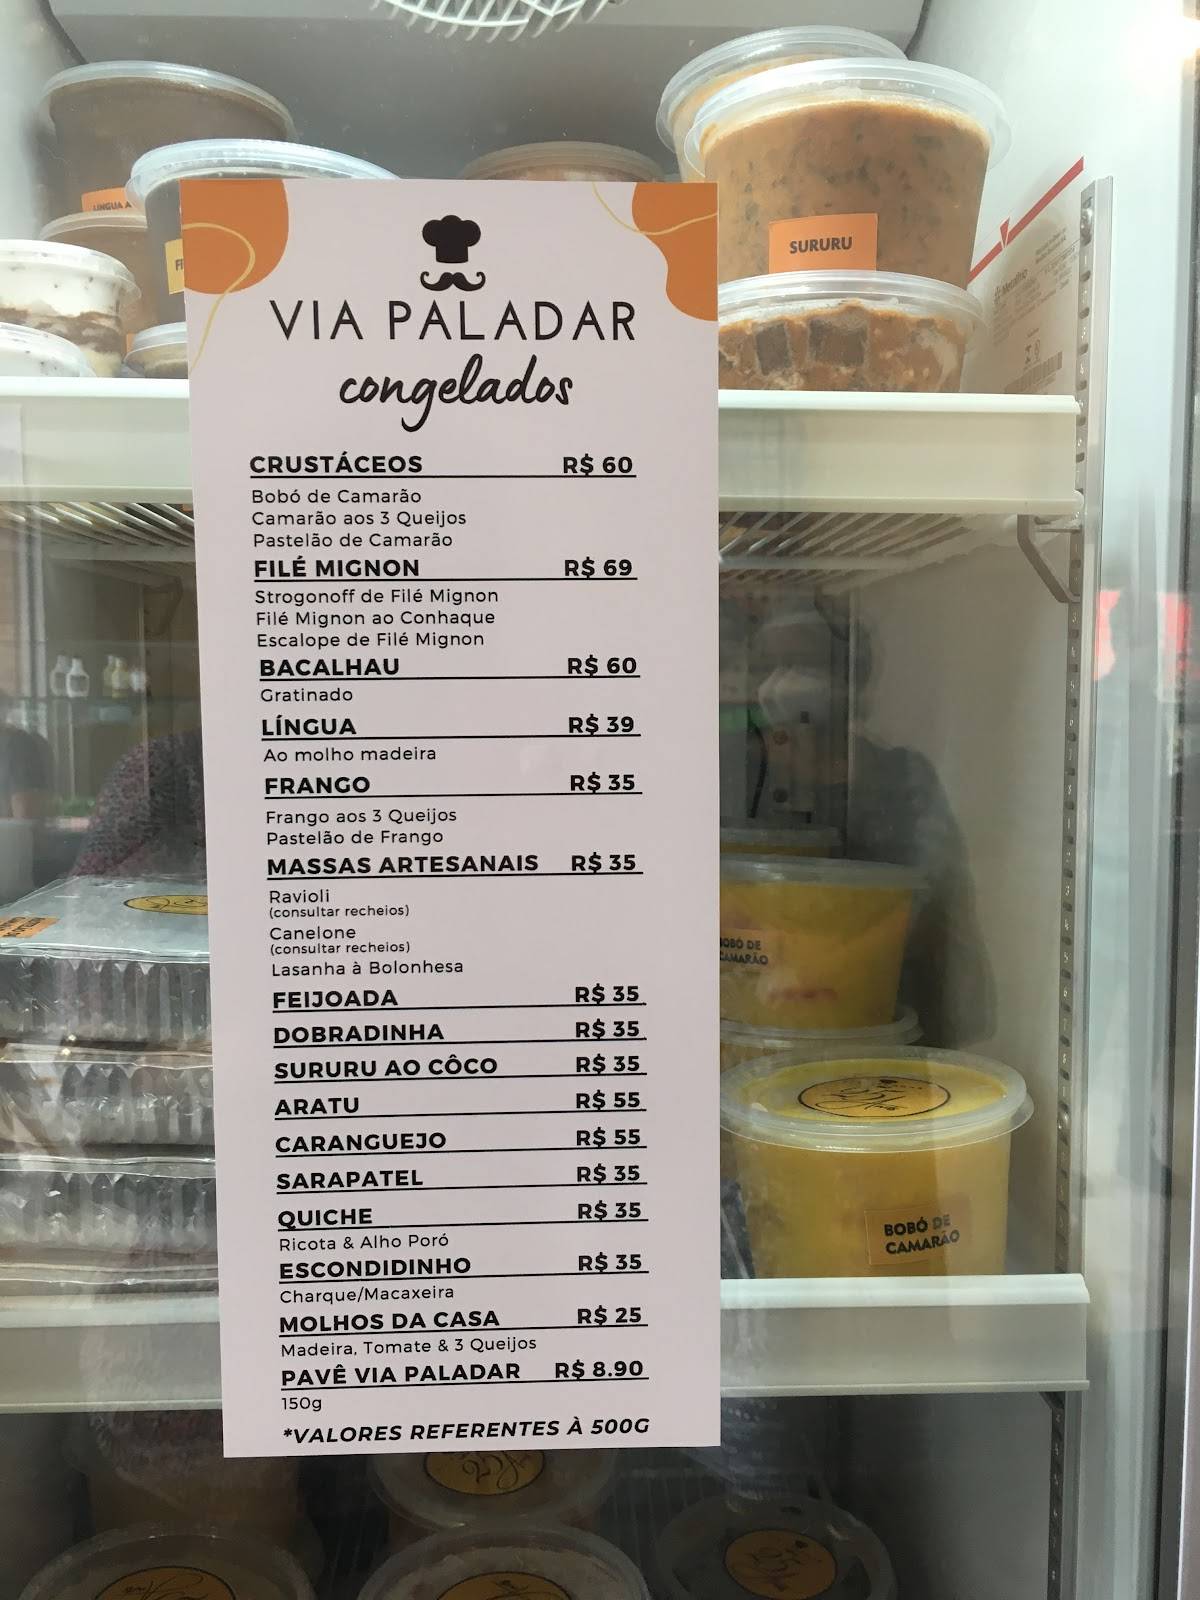 LINGUA A
SURURU
VIA PALADAR
congelados
CRUSTÁCEOS R$ 60
Bobó de Camarão
Camarão aos 3 Queijos
Pastelão de Camarão
FILÉ MIGNON R$ 69
Strogonoff de Filé Mignon
Filé Mignon ao Conhaque
Escalope de Filé Mignon
BACALHAU R$ 60
Gratinado
LÍNGUA R$ 39
Ao molho madeira
FRANGO R$ 35
Frango aos 3 Queijos
Pastelão de Frango
MASSAS ARTESANAIS R$ 35
Ravioli
(consultar recheios)
Canelone
(consultar recheios)
Lasanha à Bolonhesa
FEIJOADA R$ 35
DOBRADINHA R$ 35
SURURU AO CÔCO R$ 35
ARATU R$ 55
CARANGUEJO R$ 55
SARAPATEL R$ 35
QUICHE R$ 35
Ricota & Alho Poró
ESCONDIDINHO R$ 35
Charque/Macaxeira
MOLHOS DA CASA R$ 25
Madeira, Tomate & 3 Queijos
PAVÊ VIA PALADAR R$ 8.90
150g
*VALORES REFERENTES À 500G
BOBÓ DE
CAMARÃO
BOBÓ DE
CAMARÃO